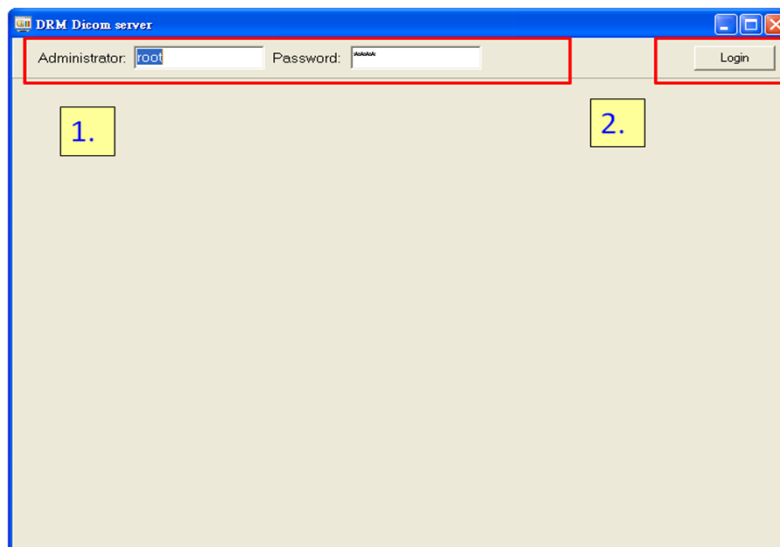 DRM Dicom server
Administrator: root Password: **** Login
1. 2.